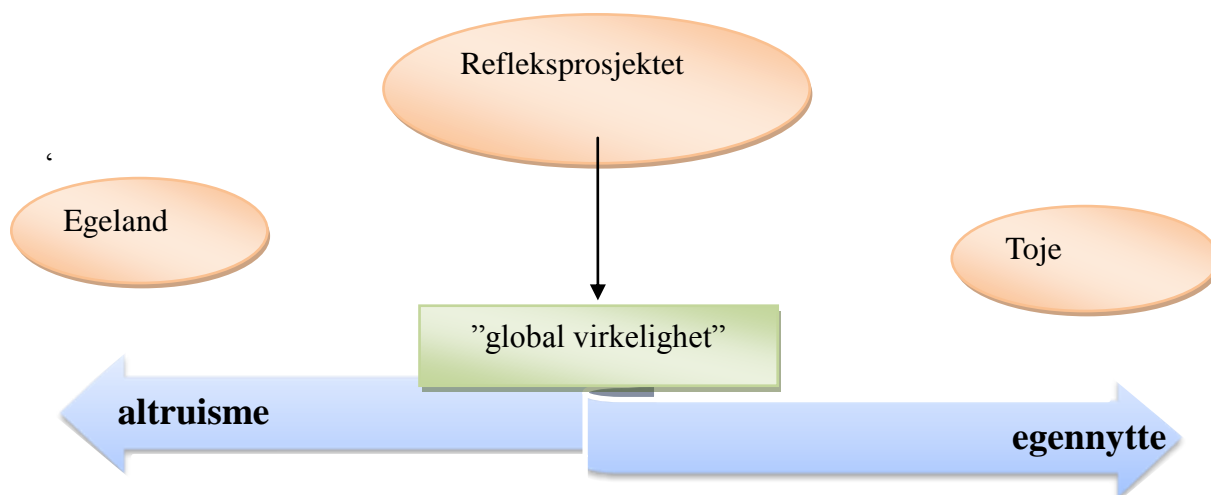 Refleksprosjektet
‘
Egeland
Toje
”global virkelighet”
altruisme
egennytte